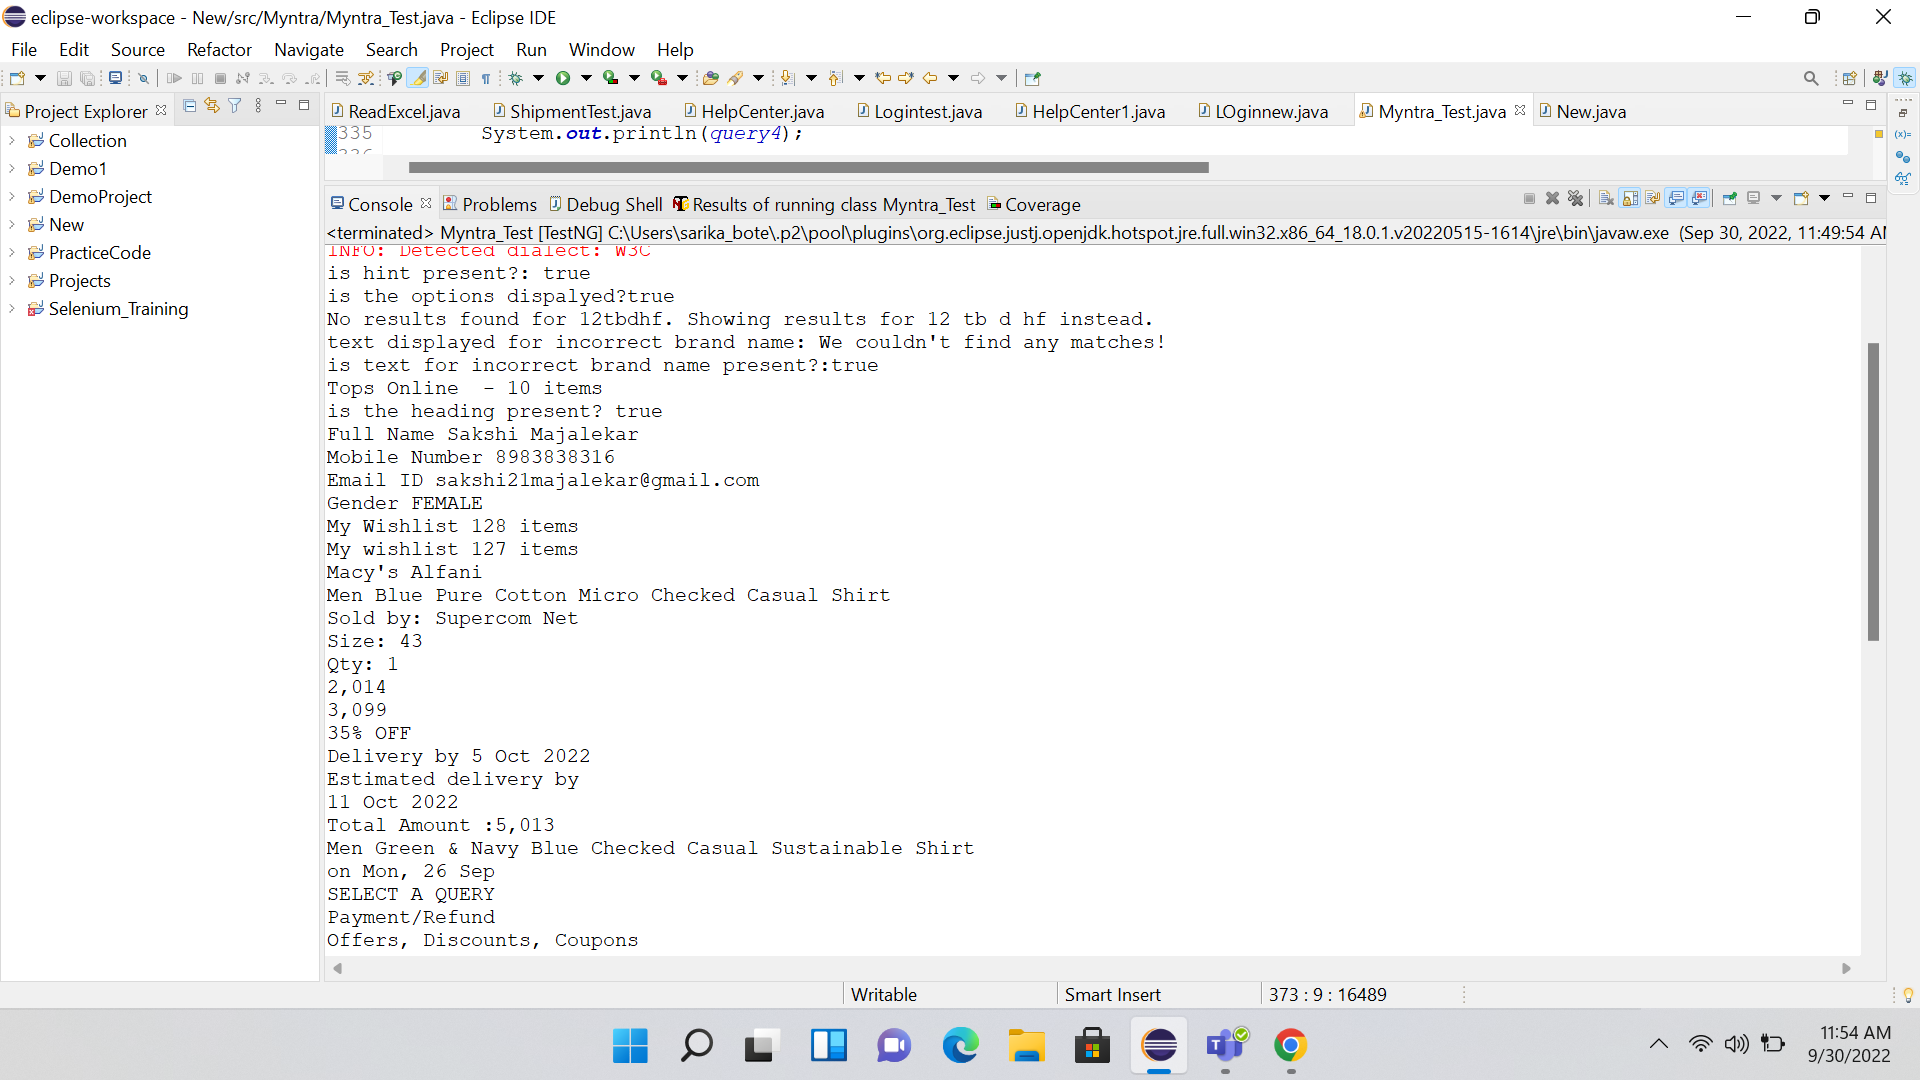 eclipse-workspace - New/src/Myntra/Myntra_Test.java - Eclipse IDE
File Edit Source Refactor Navigate Search Project Run Window Help
Project Explorer
Collection
Demo1
DemoProject
New
PracticeCode
Projects
Selenium_Training
ReadExcel.java ShipmentTest.java HelpCenter.java Logintest.java HelpCenter1.java LOginnew.java Myntra_Test.java New.java
335 System.out.println(query4);
Console Problems Debug Shell Results of running class Myntra_Test Coverage
<terminated> Myntra_Test [TestNG] C:\Users\sarika_bote\.p2\pool\plugins\org.eclipse.justj.openjdk.hotspot.jre.full.win32.x86_64_18.0.1.v20220515-1614\jre\bin\javaw.exe (Sep 30, 2022, 11:49:54 AM
INFO: Detected dialect: W3C
is hint present?: true
is the options dispalyed?true
No results found for 12tbdhf. Showing results for 12 tb d hf instead.
text displayed for incorrect brand name: We couldn't find any matches!
is text for incorrect brand name present?:true
Tops Online  - 10 items
is the heading present? true
Full Name Sakshi Majalekar
Mobile Number 8983838316
Email ID sakshi21majalekar@gmail.com
Gender FEMALE
My Wishlist 128 items
My wishlist 127 items
Macy's Alfani
Men Blue Pure Cotton Micro Checked Casual Shirt
Sold by: Supercom Net
Size: 43
Qty: 1
2,014
3,099
35% OFF
Delivery by 5 Oct 2022
Estimated delivery by
11 Oct 2022
Total Amount :5,013
Men Green & Navy Blue Checked Casual Sustainable Shirt
on Mon, 26 Sep
SELECT A QUERY
Payment/Refund
Offers, Discounts, Coupons
Writable Smart Insert 373 : 9 : 16489
11:54 AM
9/30/2022